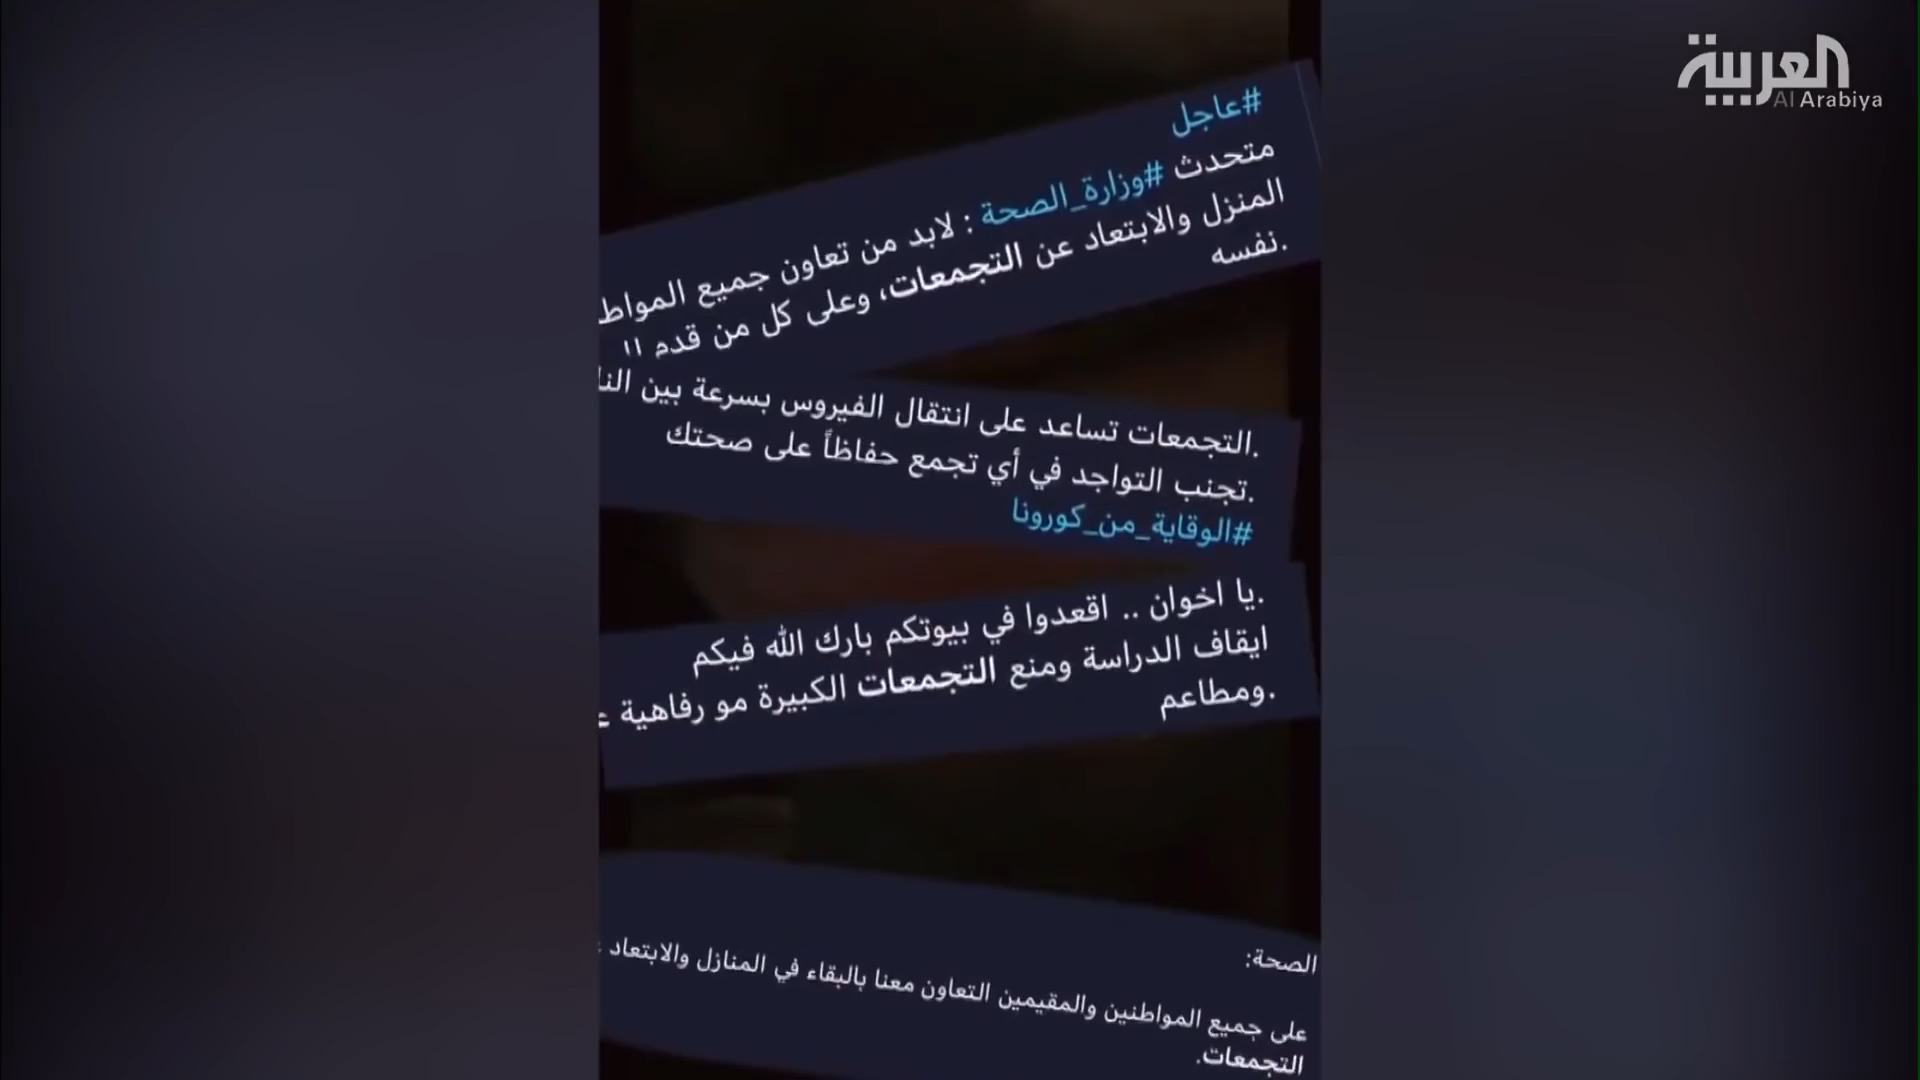 العربية
Al Arabiya
#عاجل
متحدث #وزارة_الصحة : لابد من تعاون جميع
المنزل والابتعاد عن التجمعات، وعلى كل من قدم
نفسه.
التجمعات تساعد على انتقال الفيروس بسرعة بين
تجنب التواجد في أي تجمع حفاظاً على صحتك.
#الوقاية_من_كورونا
يا اخوان .. اقعدوا في بيوتكم بارك الله فيكم.
ايقاف الدراسة ومنع التجمعات الكبيرة مو رفاهية
ومطاعم.
الصحة:
على جميع المواطنين والمقيمين التعاون معنا بالبقاء في المنازل والابتعاد
التجمعات.